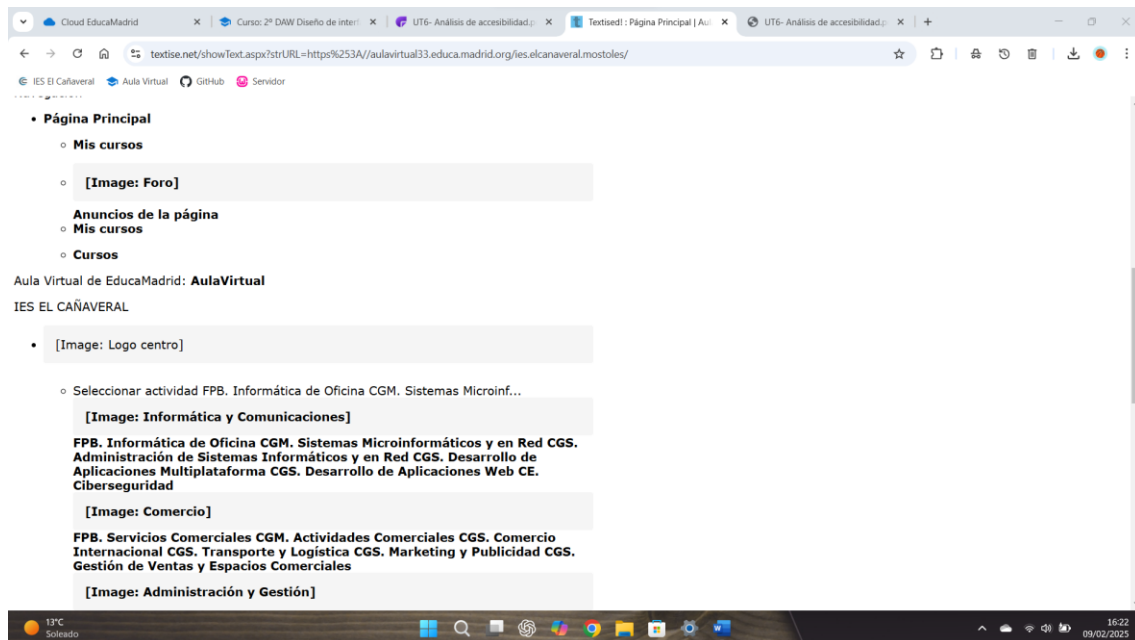 Cloud EducaMadrid
Curso: 2º DAW Diseño de interf
UT6- Análisis de accesibilidad.p
Textised! : Página Principal | Aul
UT6- Análisis de accesibilidad.p
textise.net/showText.aspx?strURL=https%253A//aulavirtual33.educa.madrid.org/ies.elcanaveral.mostoles/
IES El Cañaveral
Aula Virtual
GitHub
Servidor
Página Principal
Mis cursos
[Image: Foro]
Anuncios de la página
Mis cursos
Cursos
Aula Virtual de EducaMadrid: AulaVirtual
IES EL CAÑAVERAL
[Image: Logo centro]
Seleccionar actividad FPB. Informática de Oficina CGM. Sistemas Microinf...
[Image: Informática y Comunicaciones]
FPB. Informática de Oficina CGM. Sistemas Microinformáticos y en Red CGS.
Administración de Sistemas Informáticos y en Red CGS. Desarrollo de
Aplicaciones Multiplataforma CGS. Desarrollo de Aplicaciones Web CE.
Ciberseguridad
[Image: Comercio]
FPB. Servicios Comerciales CGM. Actividades Comerciales CGS. Comercio
Internacional CGS. Transporte y Logística CGS. Marketing y Publicidad CGS.
Gestión de Ventas y Espacios Comerciales
[Image: Administración y Gestión]
13°C
Soleado
16:22
09/02/2025